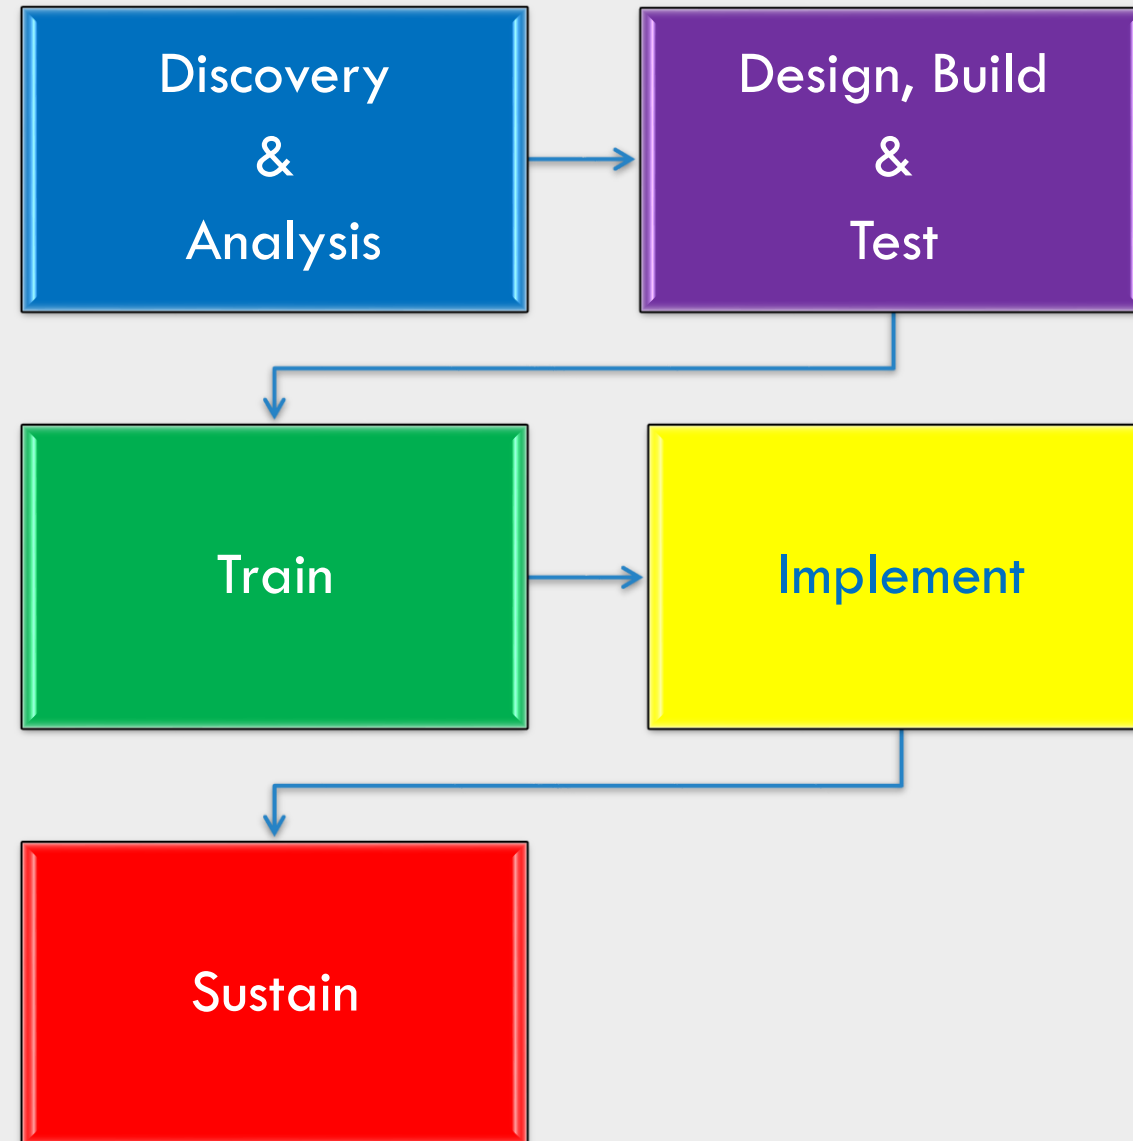 Discovery
&
Analysis
Design, Build
&
Test
Train
Implement
Sustain